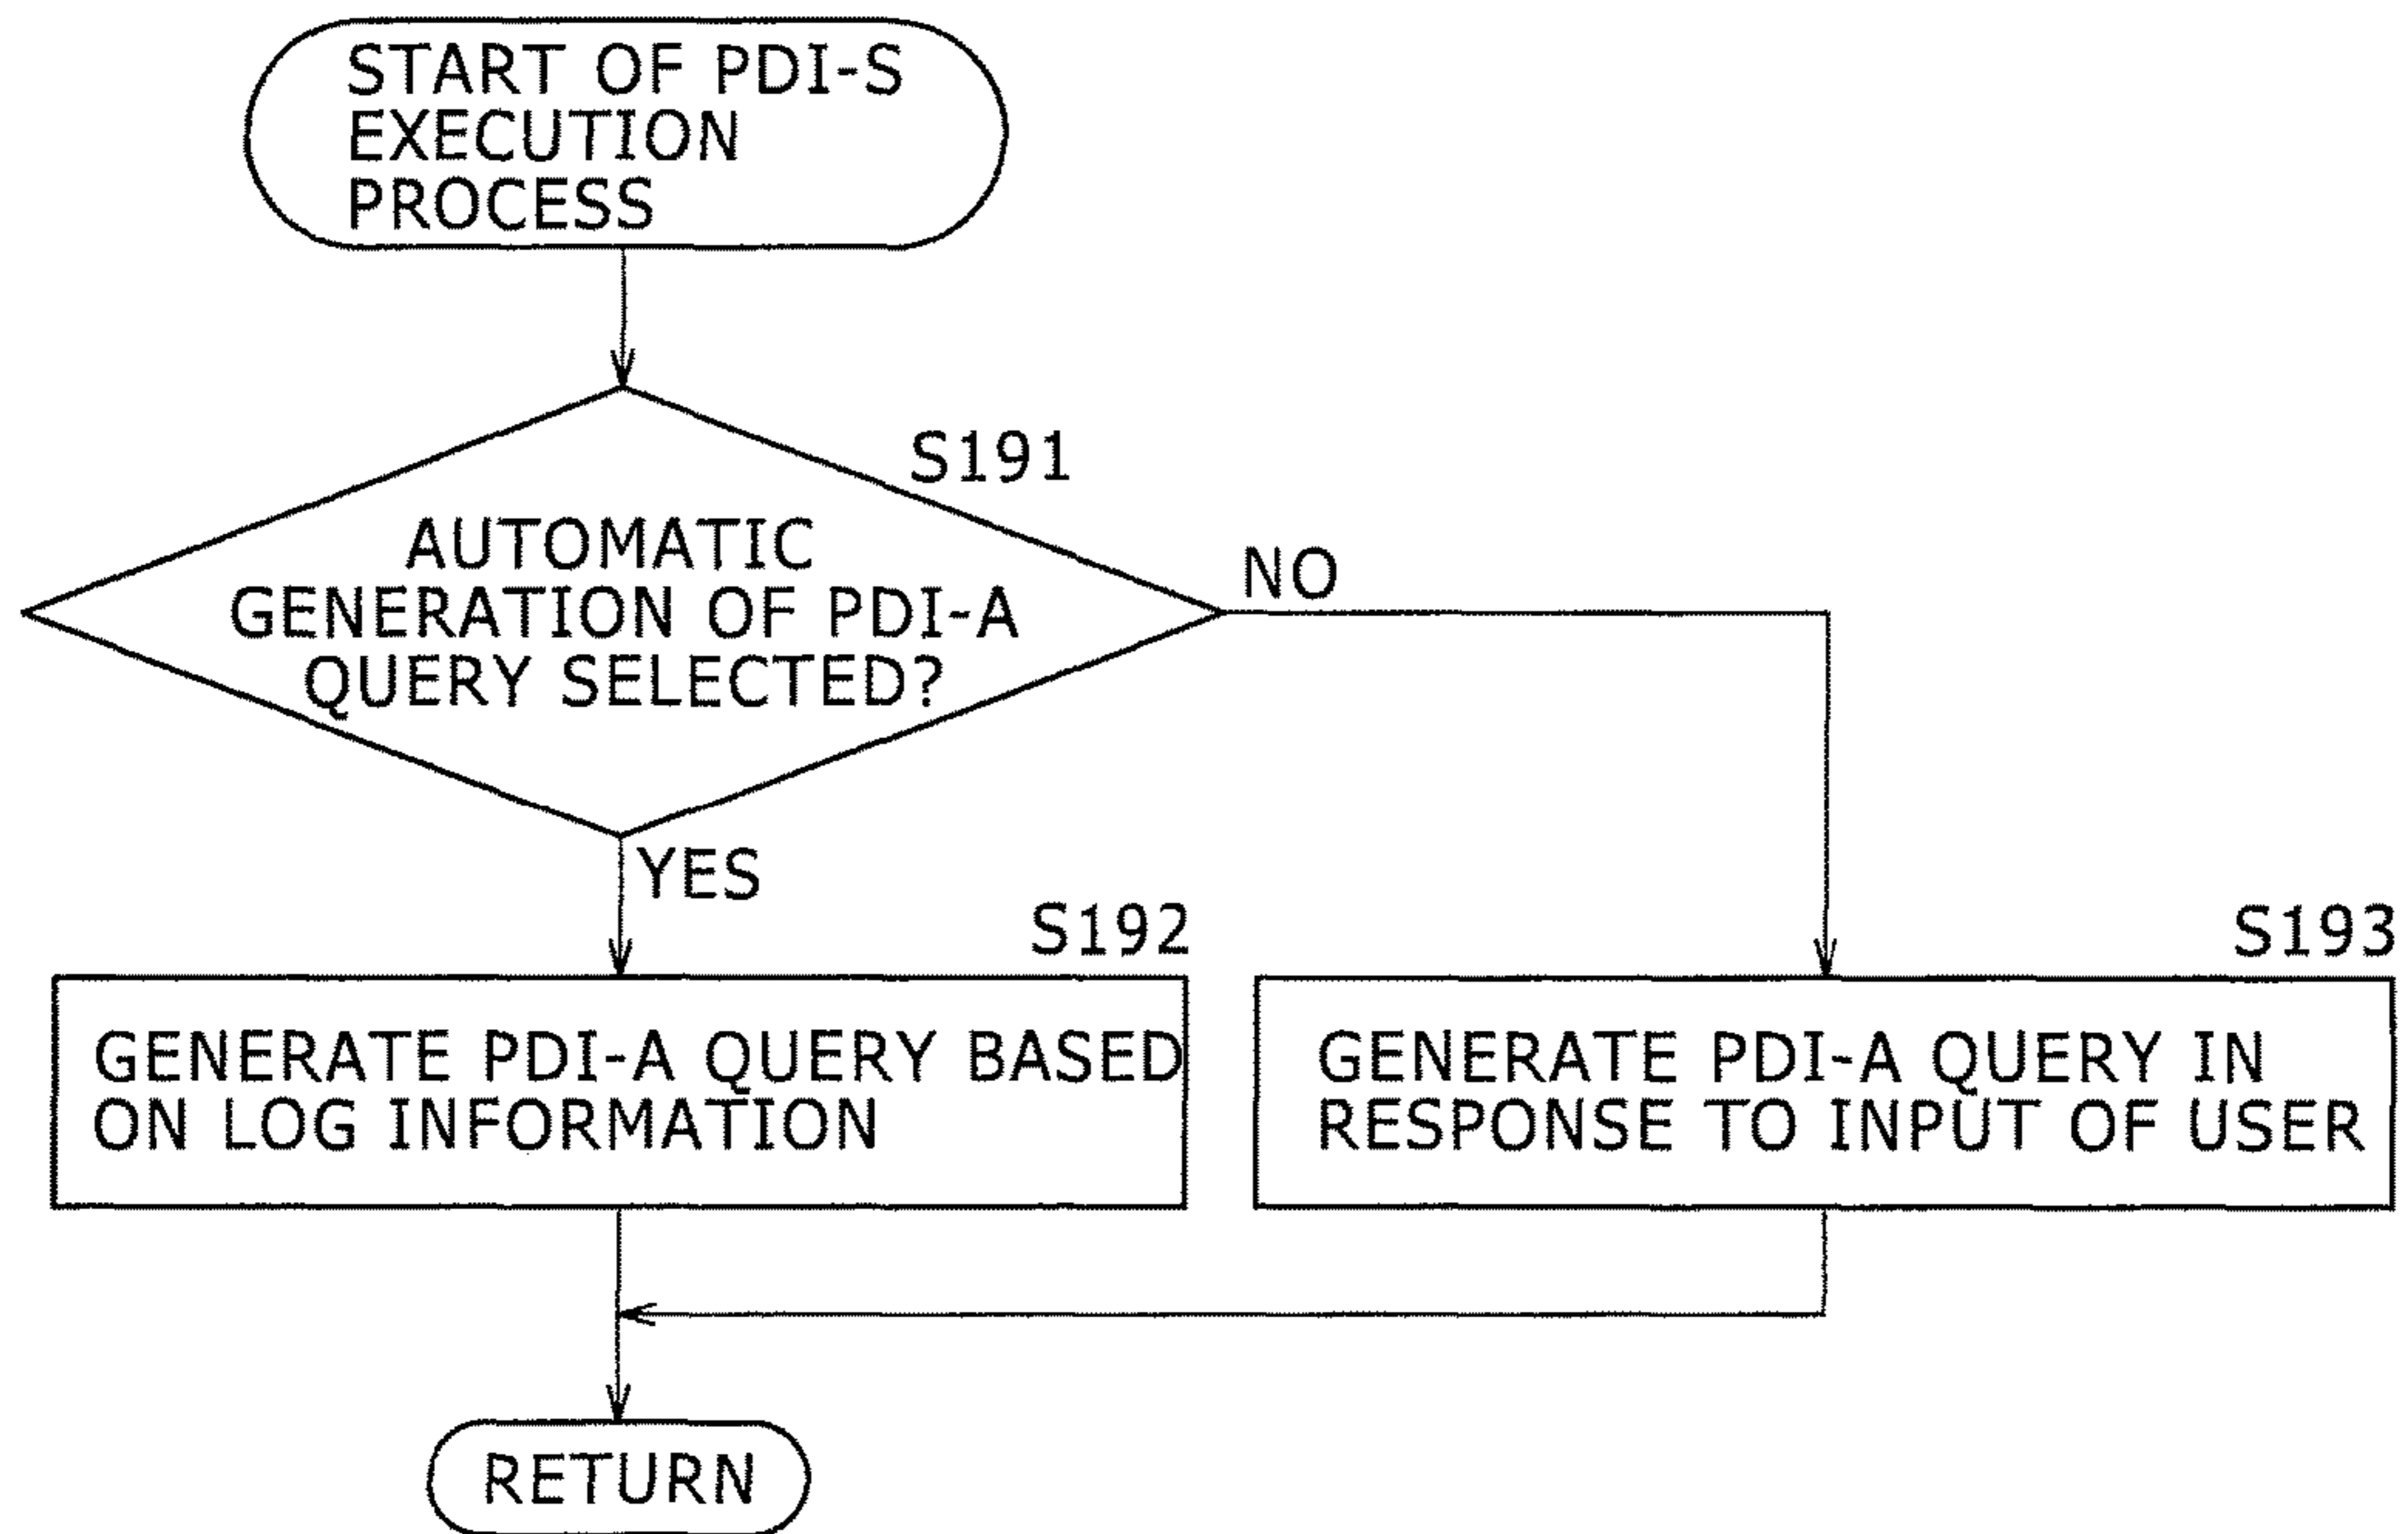 START OF PDI-S
EXECUTION
PROCESS
S191
AUTOMATIC
GENERATION OF PDI-A
QUERY SELECTED?
NO
YES
S192
GENERATE PDI-A QUERY BASED
ON LOG INFORMATION
S193
GENERATE PDI-A QUERY IN
RESPONSE TO INPUT OF USER
RETURN